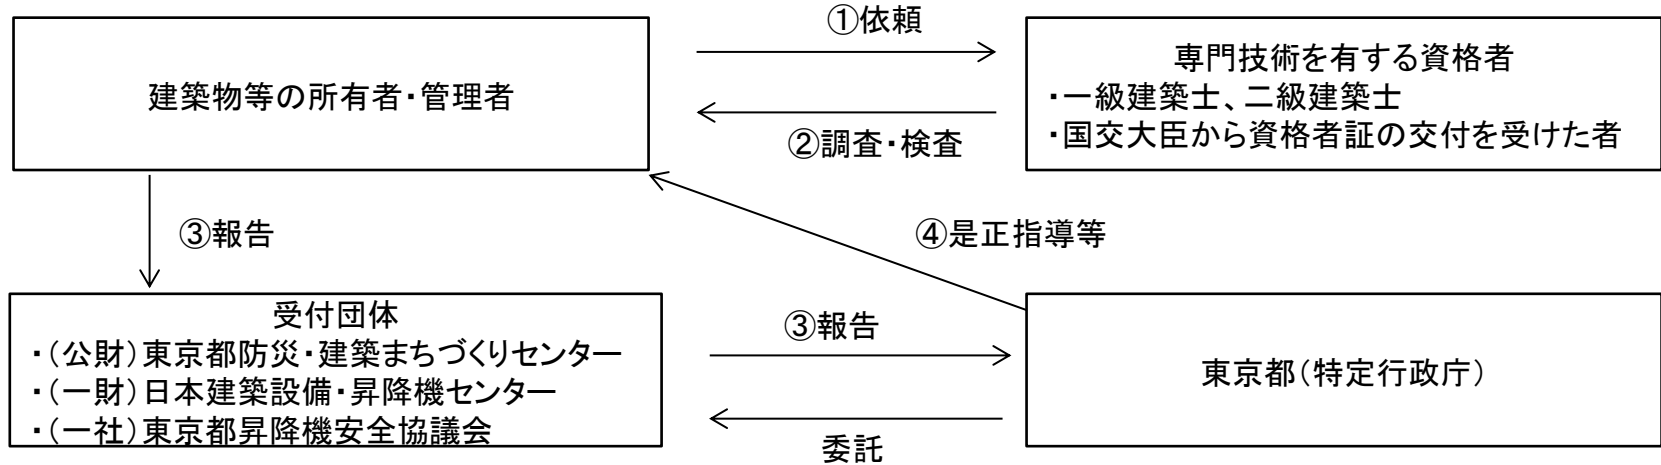 ①依頼
建築物等の所有者・管理者
専門技術を有する資格者
・一級建築士、二級建築士
・国交大臣から資格者証の交付を受けた者
②調査・検査
③報告
④是正指導等
受付団体
・(公財)東京都防災・建築まちづくりセンター
・(一財)日本建築設備・昇降機センター
・(一社)東京都昇降機安全協議会
③報告
東京都(特定行政庁)
委託